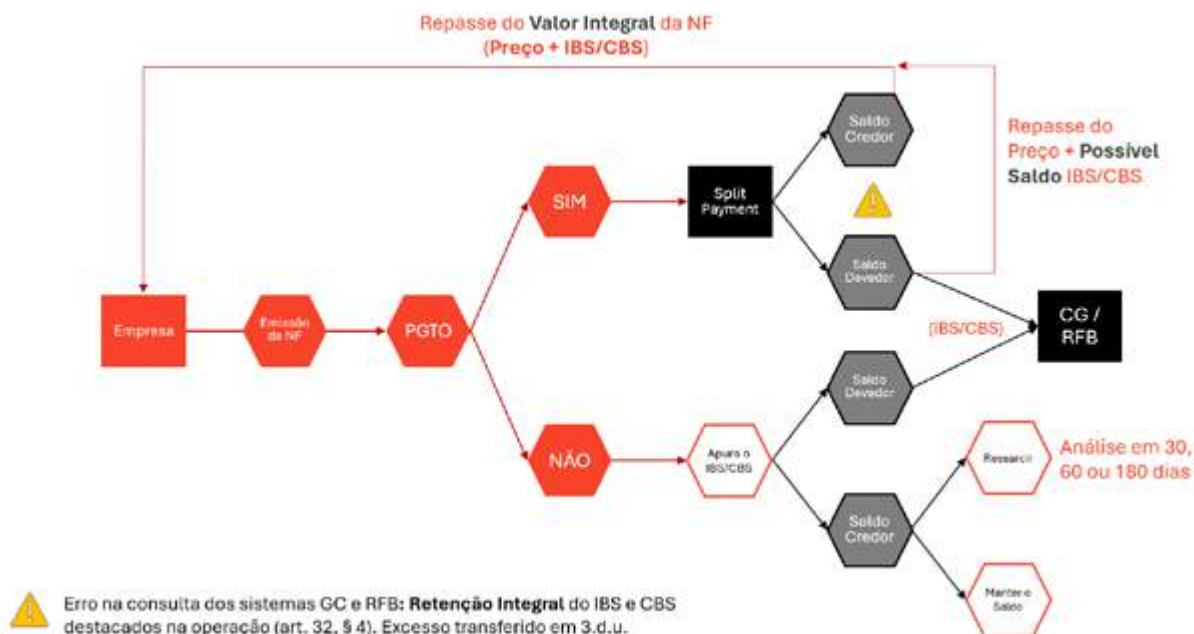 Repasse do Valor Integral da NF
(Preço + IBS/CBS)
Saldo
Credor
Repasse do
Preço + Possível
Saldo IBS/CBS
SIM
Split
Payment
Saldo
Devedor
Empresa
Emissão
da NF
PGTO
(IBS/CBS)
CG /
RFB
Saldo
Devedor
NÃO
Apura o
IBS/CBS
Ressarcir
Análise em 30,
60 ou 180 dias
Saldo
Credor
Manter o
Saldo
Erro na consulta dos sistemas GC e RFB: Retenção Integral do IBS e CBS
destacados na operação (art. 32, § 4). Excesso transferido em 3.d.u.